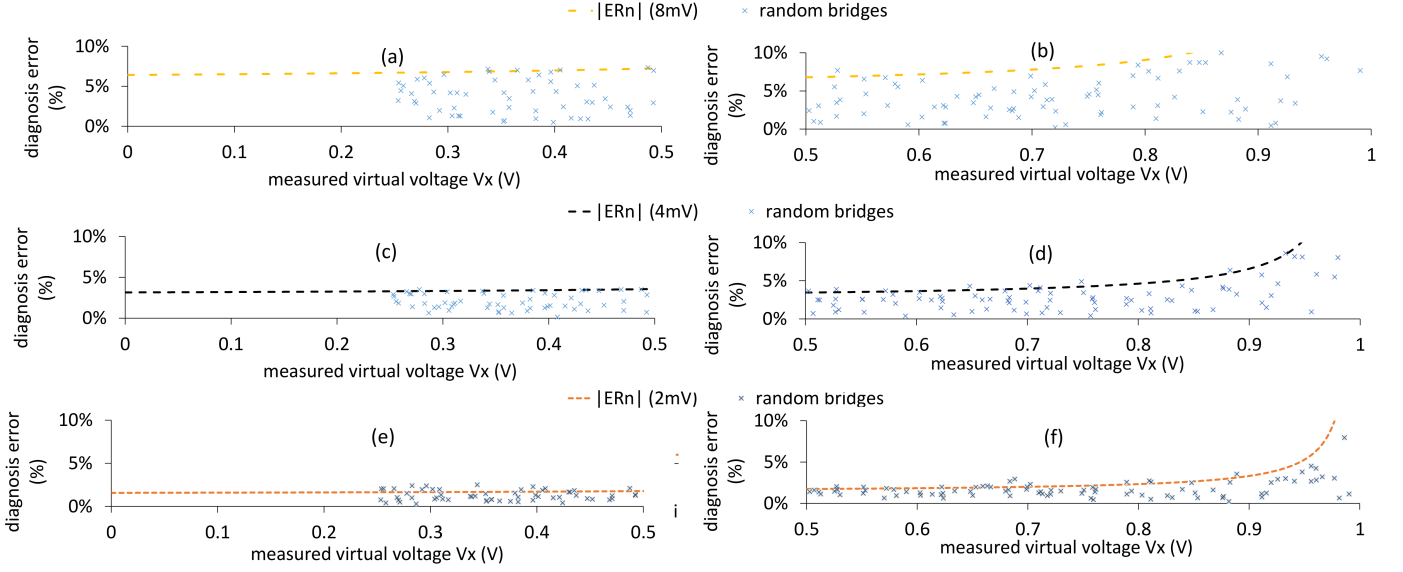 |ERn| (8mV) random bridges
(a)
diagnosis error
(%)
10%
5%
0%
0 0.1 0.2 0.3 0.4 0.5
measured virtual voltage Vx (V)
(b)
diagnosis error
(%)
10%
5%
0%
0.5 0.6 0.7 0.8 0.9 1
measured virtual voltage Vx (V)
|ERn| (4mV) random bridges
(c)
diagnosis error
(%)
10%
5%
0%
0 0.1 0.2 0.3 0.4 0.5
measured virtual voltage Vx (V)
(d)
diagnosis error
(%)
10%
5%
0%
0.5 0.6 0.7 0.8 0.9 1
measured virtual voltage Vx (V)
|ERn| (2mV) random bridges
(e)
diagnosis error
(%)
10%
5%
0%
0 0.1 0.2 0.3 0.4 0.5
measured virtual voltage Vx (V)
i
(f)
diagnosis error
(%)
10%
5%
0%
0.5 0.6 0.7 0.8 0.9 1
measured virtual voltage Vx (V)